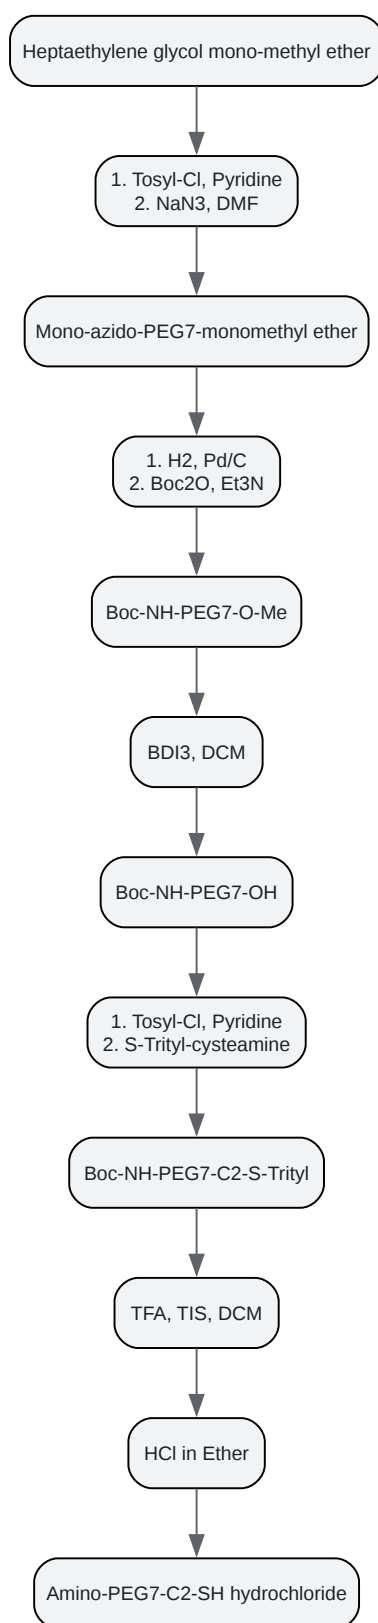 Heptaethylene glycol mono-methyl ether
1. Tosyl-Cl, Pyridine
2. NaN3, DMF
Mono-azido-PEG7-monomethyl ether
1. H2, Pd/C
2. Boc2O, Et3N
Boc-NH-PEG7-O-Me
BDI3, DCM
Boc-NH-PEG7-OH
1. Tosyl-Cl, Pyridine
2. S-Trityl-cysteamine
Boc-NH-PEG7-C2-S-Trityl
TFA, TIS, DCM
HCl in Ether
Amino-PEG7-C2-SH hydrochloride